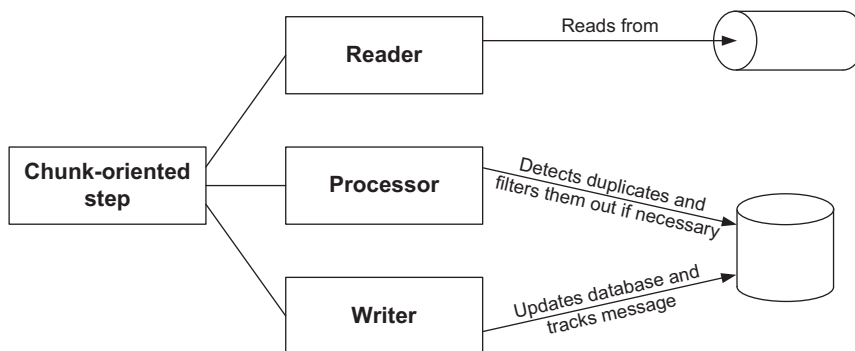 Reader
Reads from
Chunk-oriented
step
Processor
Detects duplicates and
filters them out if necessary
Writer
Updates database and
tracks message